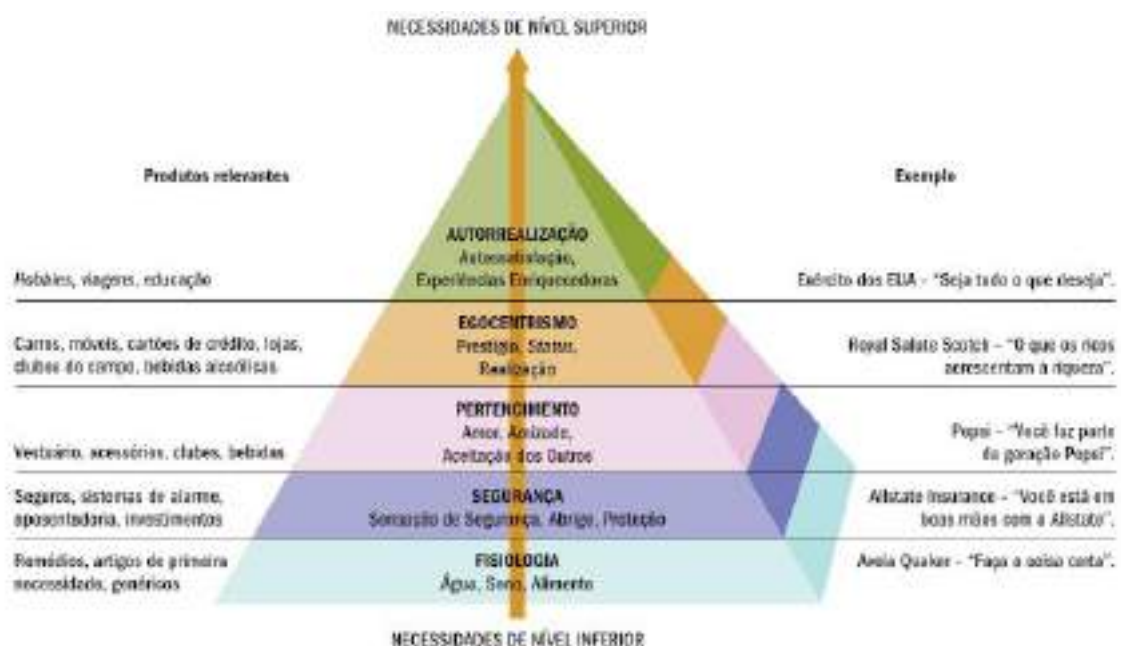 NECESSIDADES DE NÍVEL SUPERIOR
Produtos relevantes
Exemplo
AUTORREALIZAÇÃO
Autossatisfação,
Experiências Enriquecedoras
Hobbies, viagens, educação
Exército dos EUA – "Seja tudo o que deseja".
EGOCENTRISMO
Prestígio, Status,
Realização
Carros, móveis, cartões de crédito, lojas,
clubes do campo, bebidas alcoólicas
Royal Salute Scotch – "O que os ricos
acrescentam à riqueza".
PERTENCIMENTO
Amor, Amizade,
Aceitação dos Outros
Vestuário, acessórios, clubes, bebidas
Pepsi – "Você faz parte
da geração Pepsi".
SEGURANÇA
Sensação de Segurança, Abrigo, Proteção
Seguros, sistemas de alarme,
aposentadoria, investimentos
Allstate Insurance – "Você está em
boas mãos com a Allstate".
FISIOLOGIA
Água, Sono, Alimento
Remédios, artigos de primeira
necessidade, genéricos
Aveia Quaker – "Faça a coisa certa".
NECESSIDADES DE NÍVEL INFERIOR